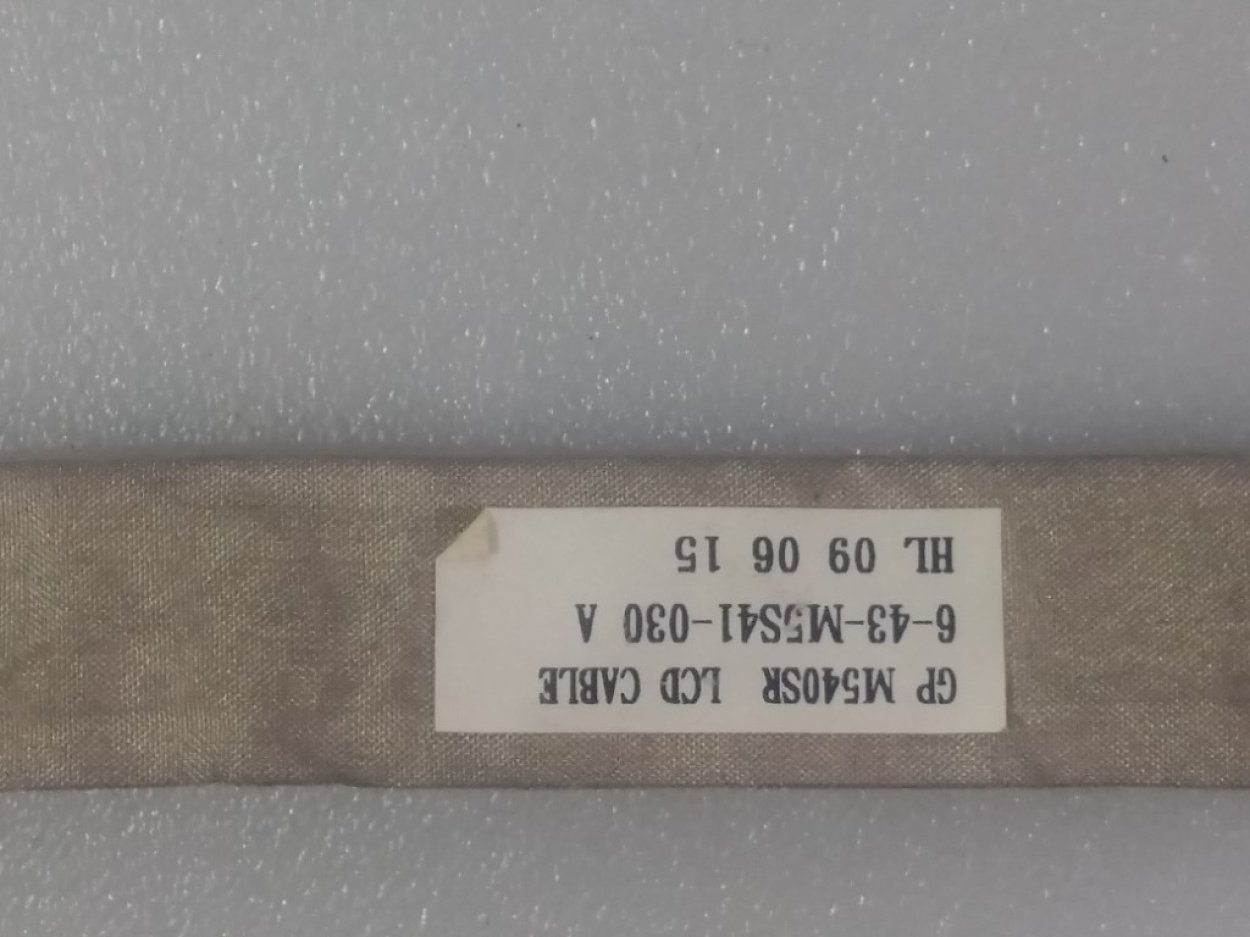 GP M540SR LCD CABLE
6-43-M5S41-030 A
HL 09 06 15